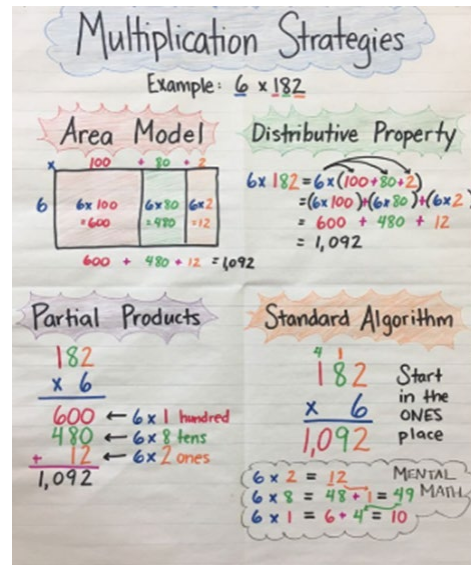 Multiplication Strategies
Example: 6 x 182
Area Model
x 100 + 80 + 2
6 6x100 6x80 6x2
=600 =480 =12
600 + 480 + 12 = 1,092
Distributive Property
6x182 = 6x(100+80+2)
=(6x100)+(6x80)+(6x2
= 600 + 480 + 12
= 1,092
Partial Products
182
x 6
600 ← 6x1 hundred
480 ← 6x8 tens
+ 12 ← 6x2 ones
1,092
Standard Algorithm
4 1
182
x 6
1,092
Start
in the
ONES
place
6 x 2 = 12
6 x 8 = 48 + 1 = 49
6 x 1 = 6 + 4 = 10
MENTAL
MATH